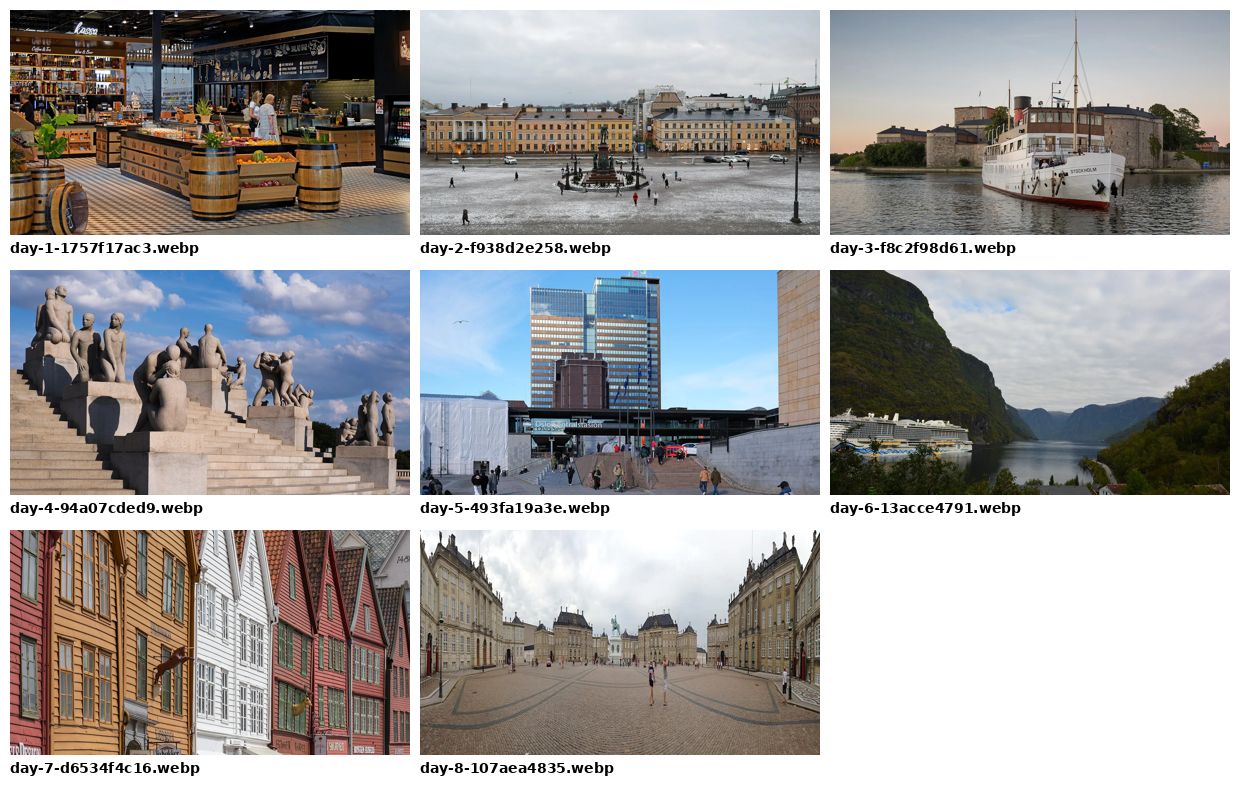 day-1-1757f17ac3.webp
day-2-f938d2e258.webp
STOCKHOLM
day-3-f8c2f98d61.webp
day-4-94a07cded9.webp
day-5-493fa19a3e.webp
day-6-13acce4791.webp
day-7-d6534f4c16.webp
day-8-107aea4835.webp